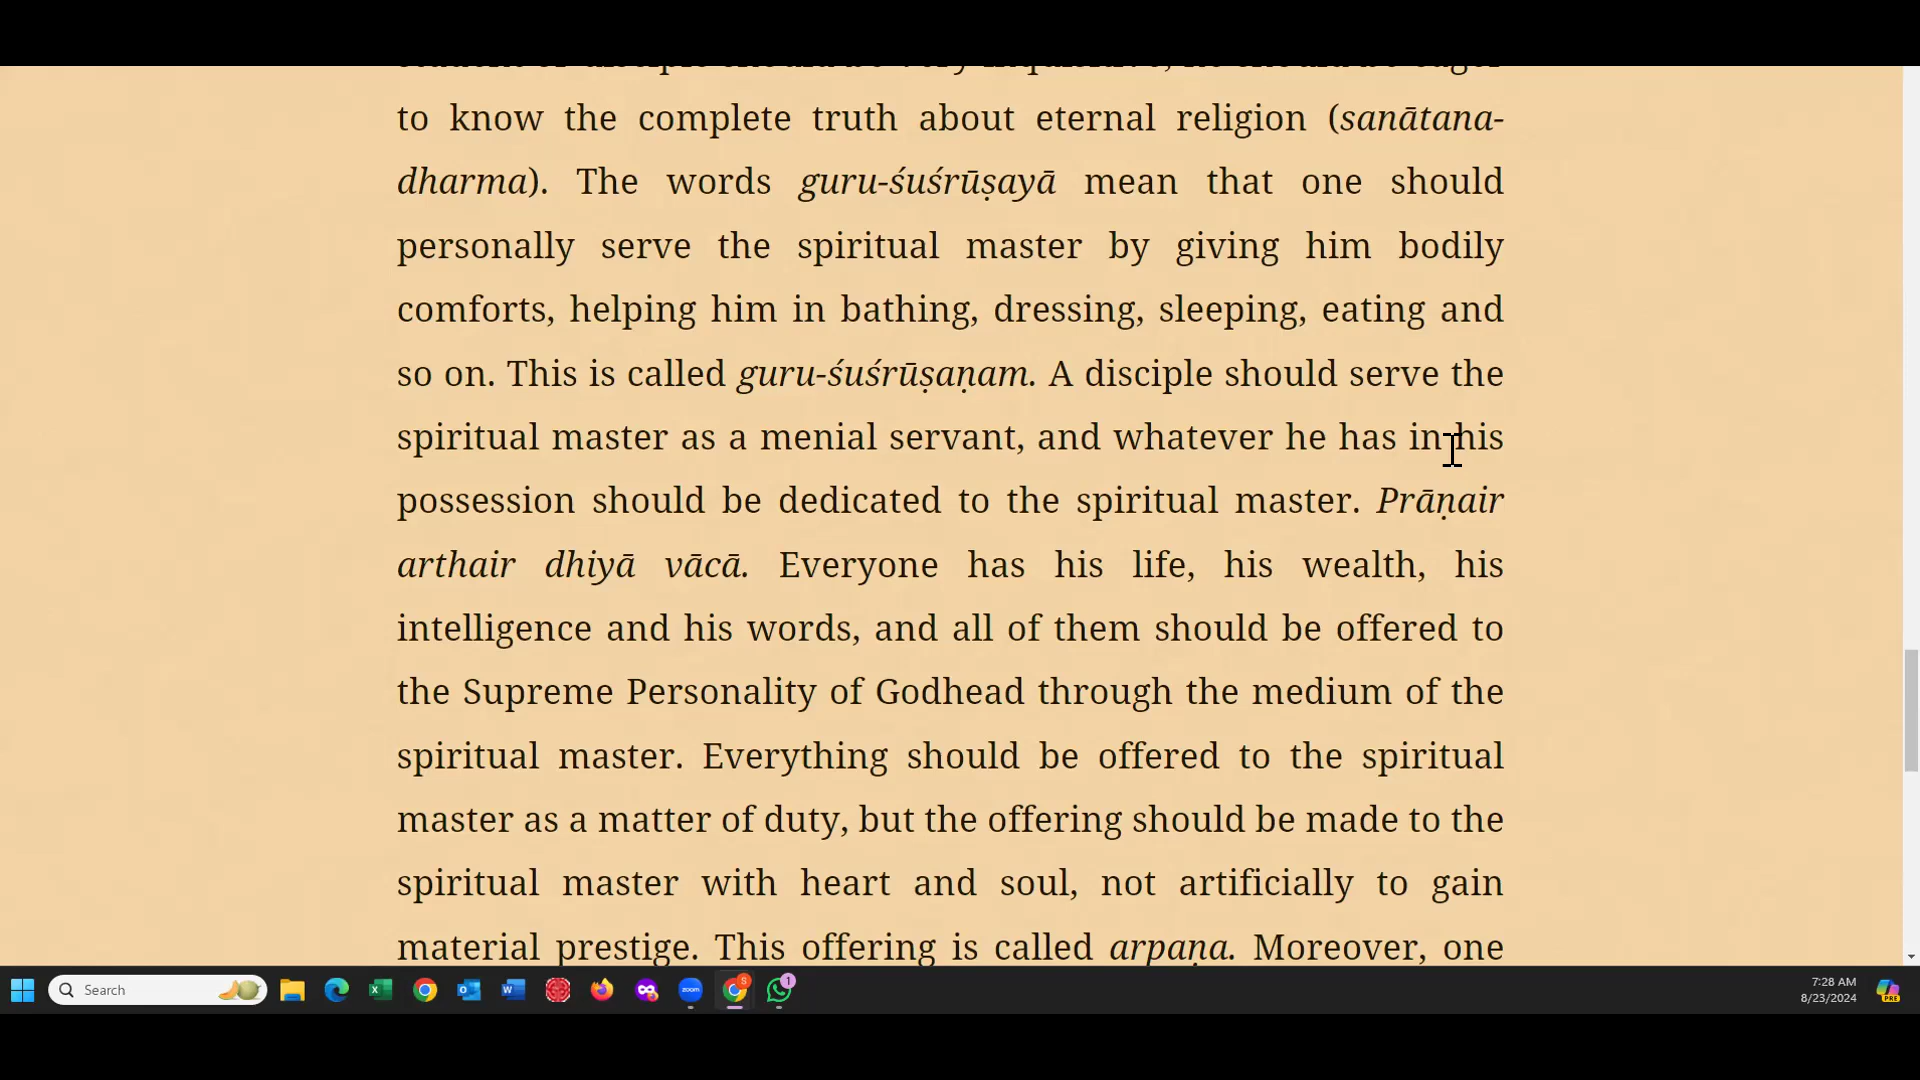 to know the complete truth about eternal religion (sanātana-
dharma). The words guru-śuśrūṣayā mean that one should
personally serve the spiritual master by giving him bodily
comforts, helping him in bathing, dressing, sleeping, eating and
so on. This is called guru-śuśrūṣaṇam. A disciple should serve the
spiritual master as a menial servant, and whatever he has in his
possession should be dedicated to the spiritual master. Prāṇair
arthair dhiyā vācā. Everyone has his life, his wealth, his
intelligence and his words, and all of them should be offered to
the Supreme Personality of Godhead through the medium of the
spiritual master. Everything should be offered to the spiritual
master as a matter of duty, but the offering should be made to the
spiritual master with heart and soul, not artificially to gain
material prestige. This offering is called arpaṇa. Moreover, one
Search
zoom
8
1
7:28 AM
8/23/2024
PRE